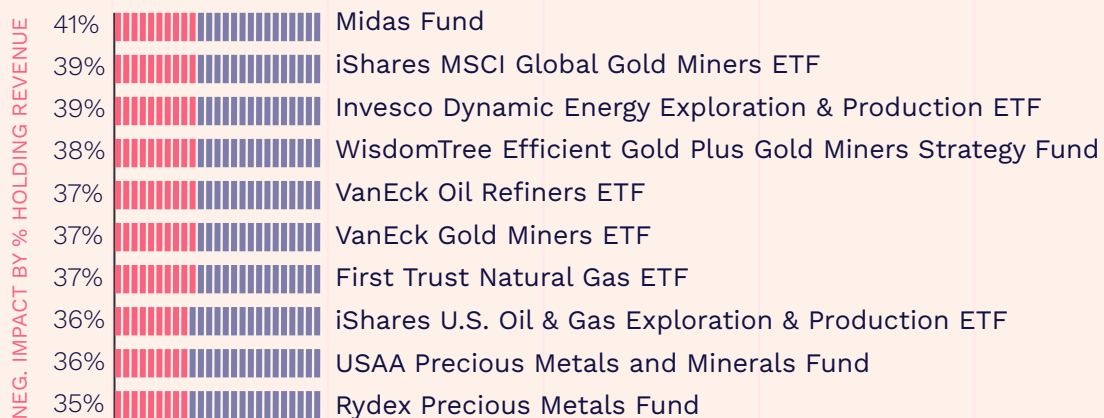 NEG. IMPACT BY % HOLDING REVENUE
41% Midas Fund
39% iShares MSCI Global Gold Miners ETF
39% Invesco Dynamic Energy Exploration & Production ETF
38% WisdomTree Efficient Gold Plus Gold Miners Strategy Fund
37% VanEck Oil Refiners ETF
37% VanEck Gold Miners ETF
37% First Trust Natural Gas ETF
36% iShares U.S. Oil & Gas Exploration & Production ETF
36% USAA Precious Metals and Minerals Fund
35% Rydex Precious Metals Fund